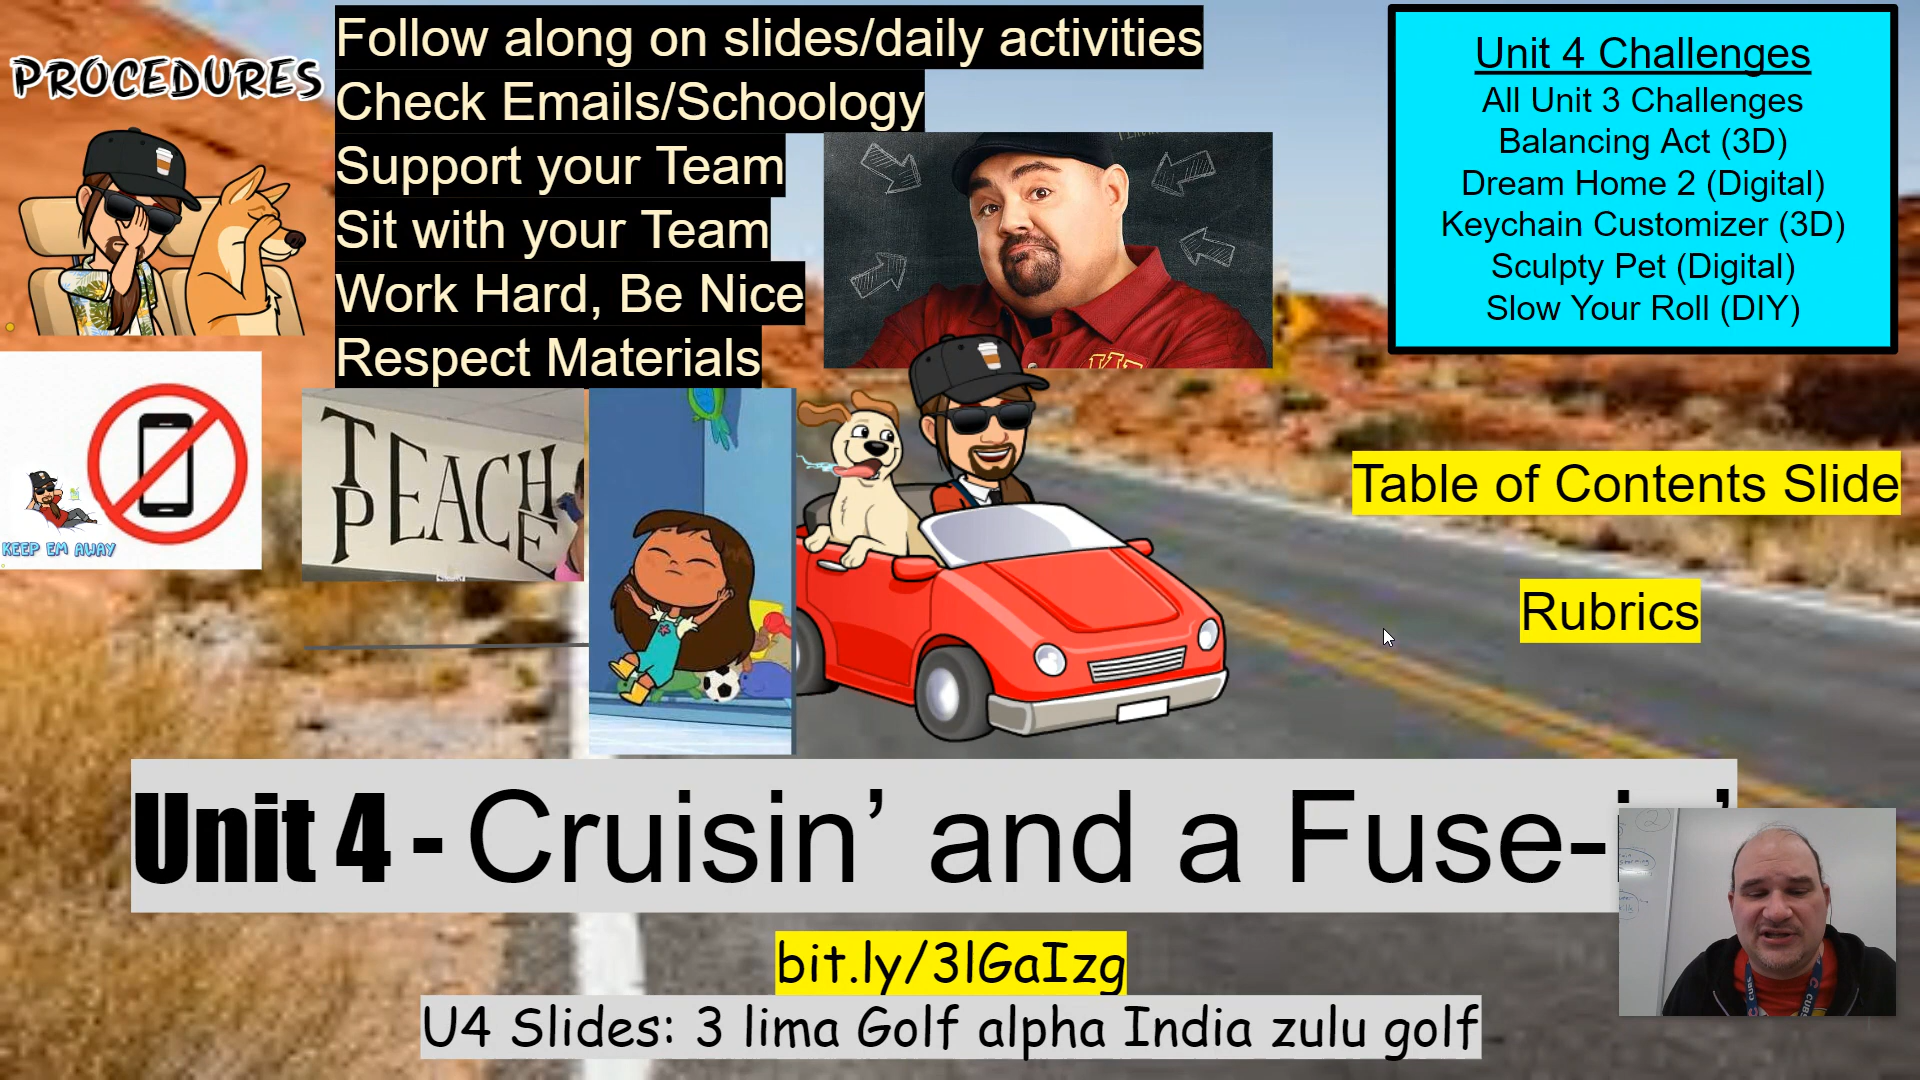 PROCEDURES
Follow along on slides/daily activities
Check Emails/Schoology
Support your Team
Sit with your Team
Work Hard, Be Nice
Respect Materials
Unit 4 Challenges
All Unit 3 Challenges
Balancing Act (3D)
Dream Home 2 (Digital)
Keychain Customizer (3D)
Sculpty Pet (Digital)
Slow Your Roll (DIY)
KEEP EM AWAY
TEACH
PEACE
Table of Contents Slide
Rubrics
Unit 4 - Cruisin’ and a Fuse-
bit.ly/3lGaIzg
U4 Slides: 3 lima Golf alpha India zulu golf
CUBS